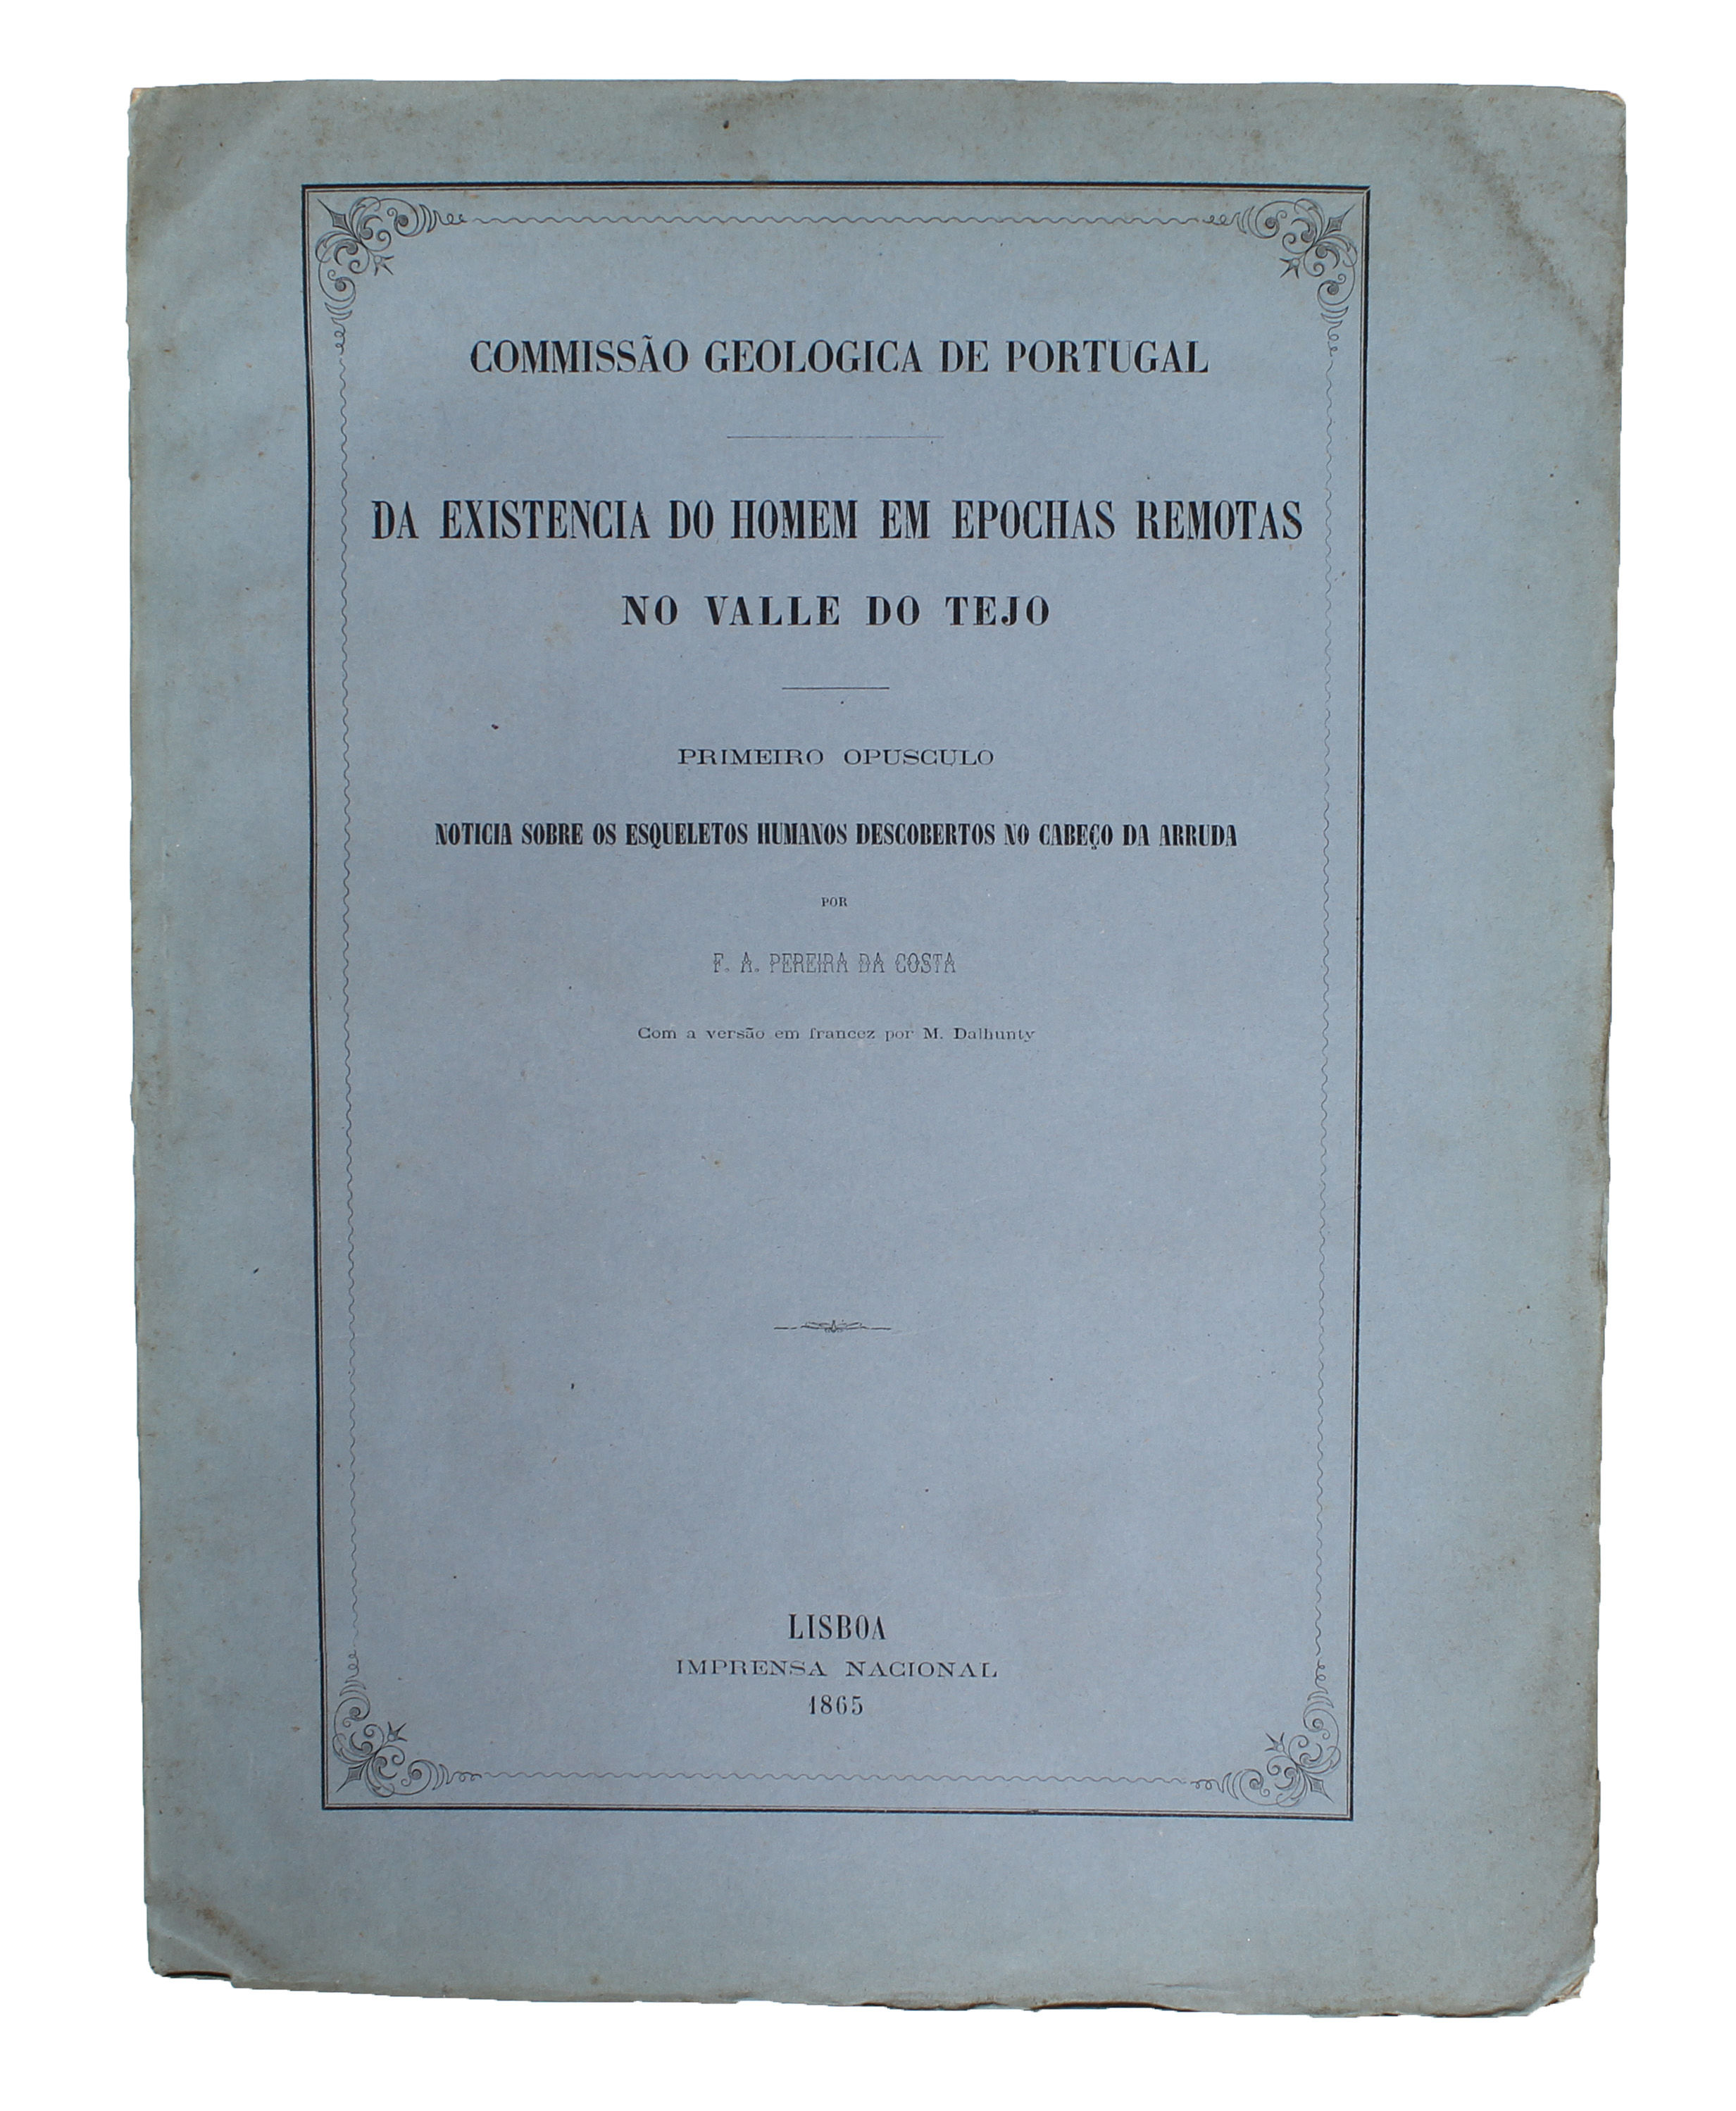 COMMISSÃO GEOLOGICA DE PORTUGAL
DA EXISTENCIA DO HOMEM EM EPOCHAS REMOTAS
NO VALLE DO TEJO
PRIMEIRO OPUSCULO
NOTICIA SOBRE OS ESQUELETOS HUMANOS DESCOBERTOS NO CABEÇO DA ARRUDA
POR
F. A. PEREIRA DA COSTA
Com a versão em francez por M. Dalhunty
LISBOA
IMPRENSA NACIONAL
1865